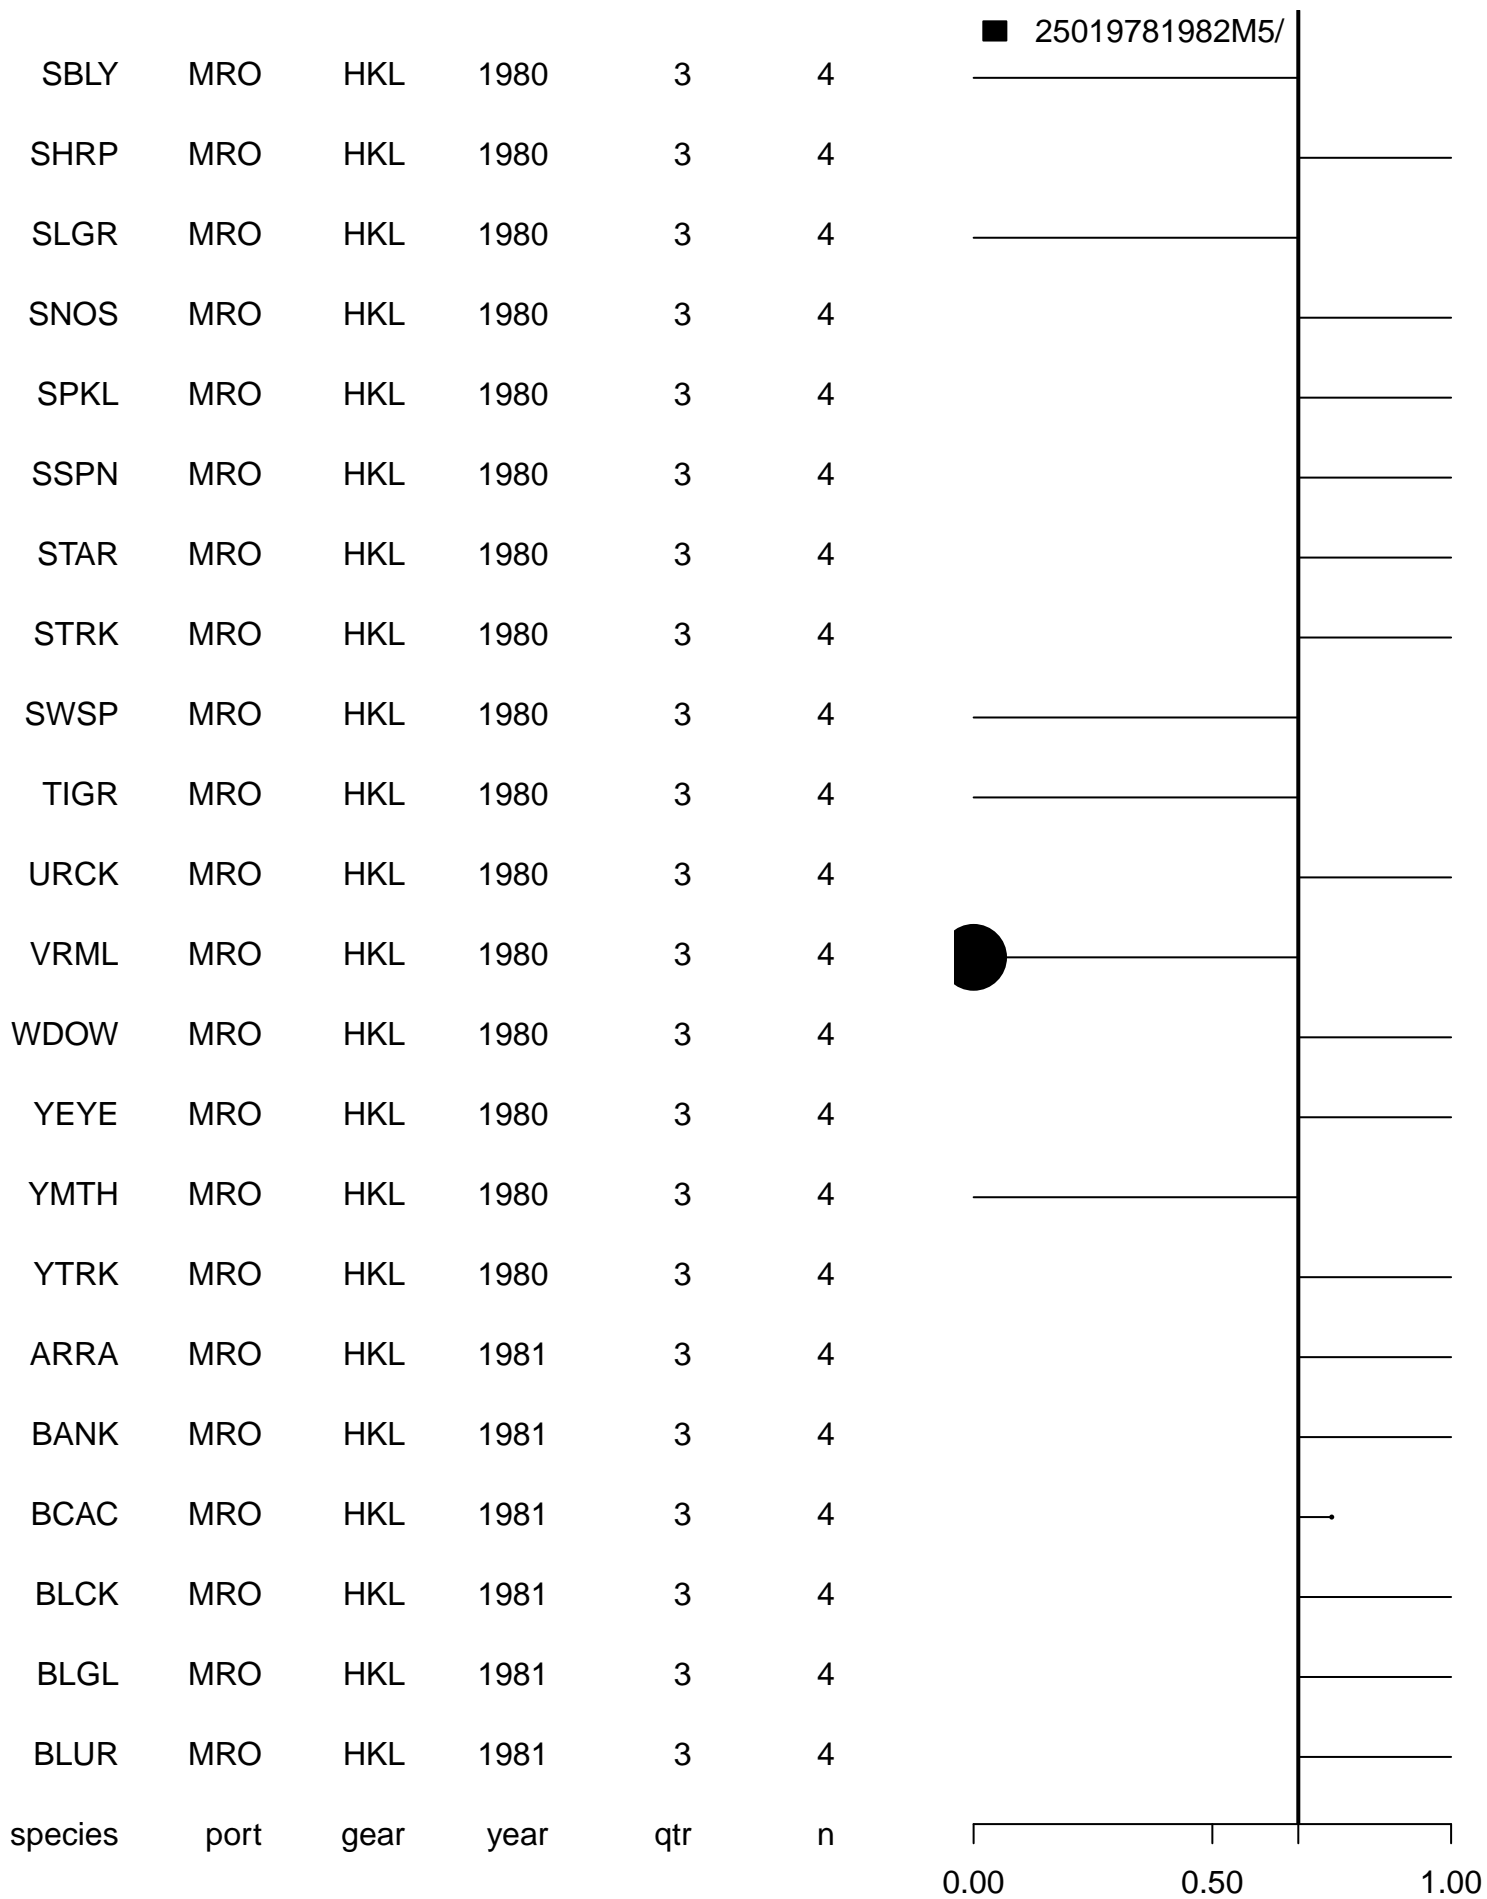 25019781982M5/
SBLY MRO HKL 1980 3 4
SHRP MRO HKL 1980 3 4
SLGR MRO HKL 1980 3 4
SNOS MRO HKL 1980 3 4
SPKL MRO HKL 1980 3 4
SSPN MRO HKL 1980 3 4
STAR MRO HKL 1980 3 4
STRK MRO HKL 1980 3 4
SWSP MRO HKL 1980 3 4
TIGR MRO HKL 1980 3 4
URCK MRO HKL 1980 3 4
VRML MRO HKL 1980 3 4
WDOW MRO HKL 1980 3 4
YEYE MRO HKL 1980 3 4
YMTH MRO HKL 1980 3 4
YTRK MRO HKL 1980 3 4
ARRA MRO HKL 1981 3 4
BANK MRO HKL 1981 3 4
BCAC MRO HKL 1981 3 4
BLCK MRO HKL 1981 3 4
BLGL MRO HKL 1981 3 4
BLUR MRO HKL 1981 3 4
species port gear year qtr n
0.00 0.50 1.00